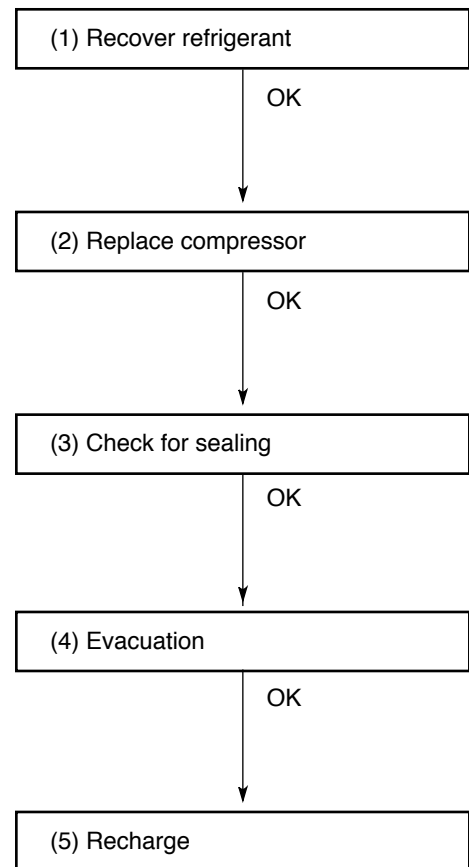 (1) Recover refrigerant
OK
(2) Replace compressor
OK
(3) Check for sealing
OK
(4) Evacuation
OK
(5) Recharge